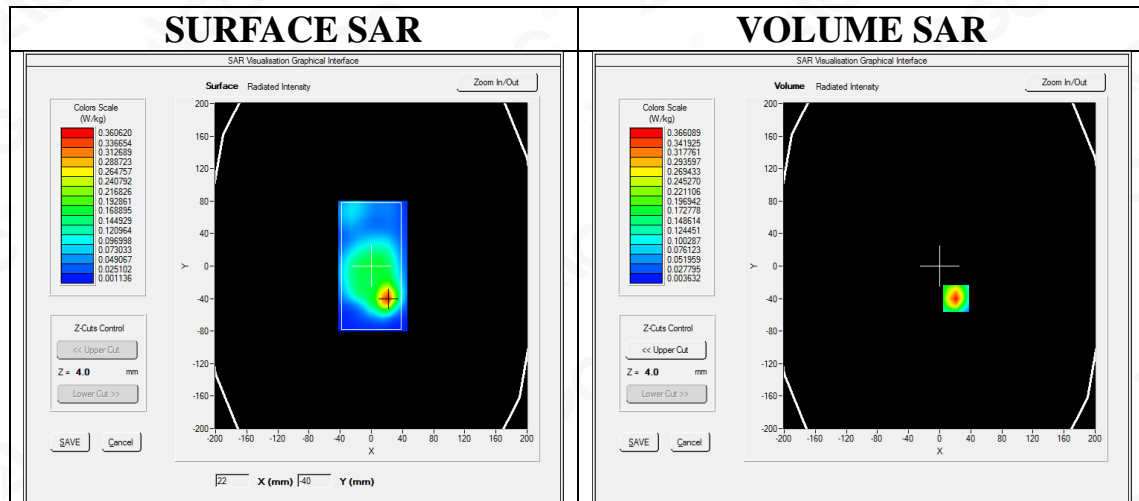 SURFACE SAR
SAR Visualisation Graphical Interface
Surface Radiated Intensity
Zoom In/Out
Colors Scale
(W/kg)
0.360620
0.336654
0.312689
0.288723
0.264757
0.240792
0.216826
0.192861
0.168895
0.144929
0.120964
0.096998
0.073033
0.049067
0.025102
0.001136
Z-Cuts Control
<< Upper Cut
Z = 4.0 mm
Lower Cut >>
SAVE Cancel
200
160
120
80
40
0
-40
-80
-120
-160
-200
Y
-200 -160 -120 -80 -40 0 40 80 120 160 200
X
22 X (mm) -40 Y (mm)
VOLUME SAR
SAR Visualisation Graphical Interface
Volume Radiated Intensity
Zoom In/Out
Colors Scale
(W/kg)
0.366089
0.341925
0.317761
0.293597
0.269433
0.245270
0.221106
0.196942
0.172778
0.148614
0.124451
0.100287
0.076123
0.051959
0.027795
0.003632
Z-Cuts Control
<< Upper Cut
Z = 4.0 mm
Lower Cut >>
SAVE Cancel
200
160
120
80
40
0
-40
-80
-120
-160
-200
Y
-200 -160 -120 -80 -40 0 40 80 120 160 200
X